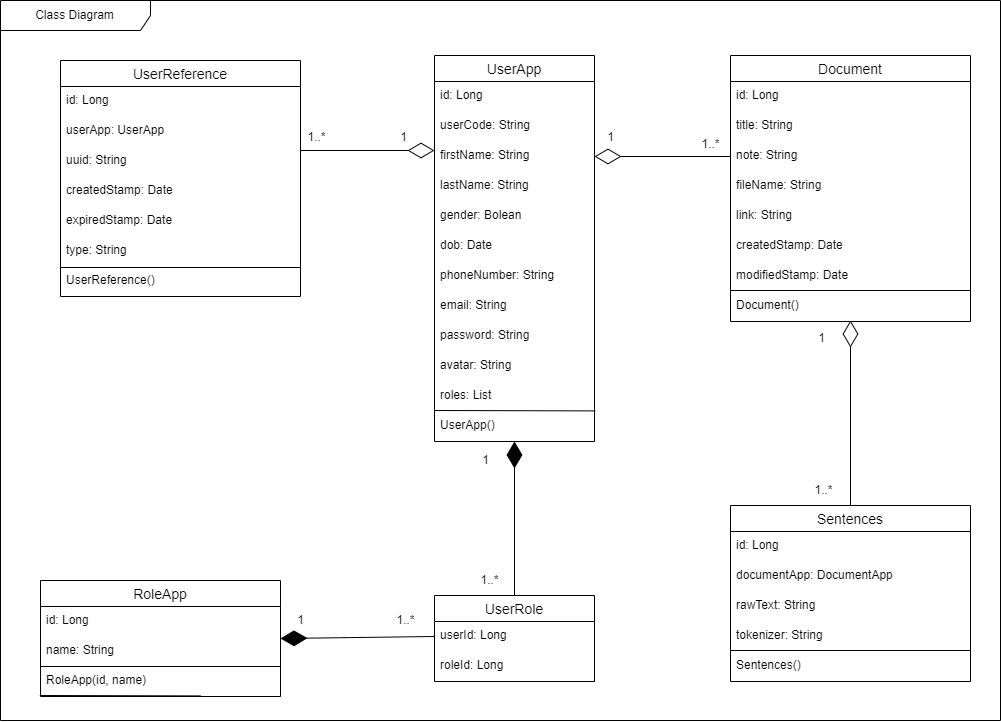 Class Diagram
UserReference
id: Long
userApp: UserApp
uuid: String
createdStamp: Date
expiredStamp: Date
type: String
UserReference()
1..*
1
UserApp
id: Long
userCode: String
firstName: String
lastName: String
gender: Bolean
dob: Date
phoneNumber: String
email: String
password: String
avatar: String
roles: List
UserApp()
1
1..*
Document
id: Long
title: String
note: String
fileName: String
link: String
createdStamp: Date
modifiedStamp: Date
Document()
1
1..*
1
1..*
RoleApp
id: Long
name: String
RoleApp(id, name)
1
1..*
UserRole
userId: Long
roleId: Long
Sentences
id: Long
documentApp: DocumentApp
rawText: String
tokenizer: String
Sentences()